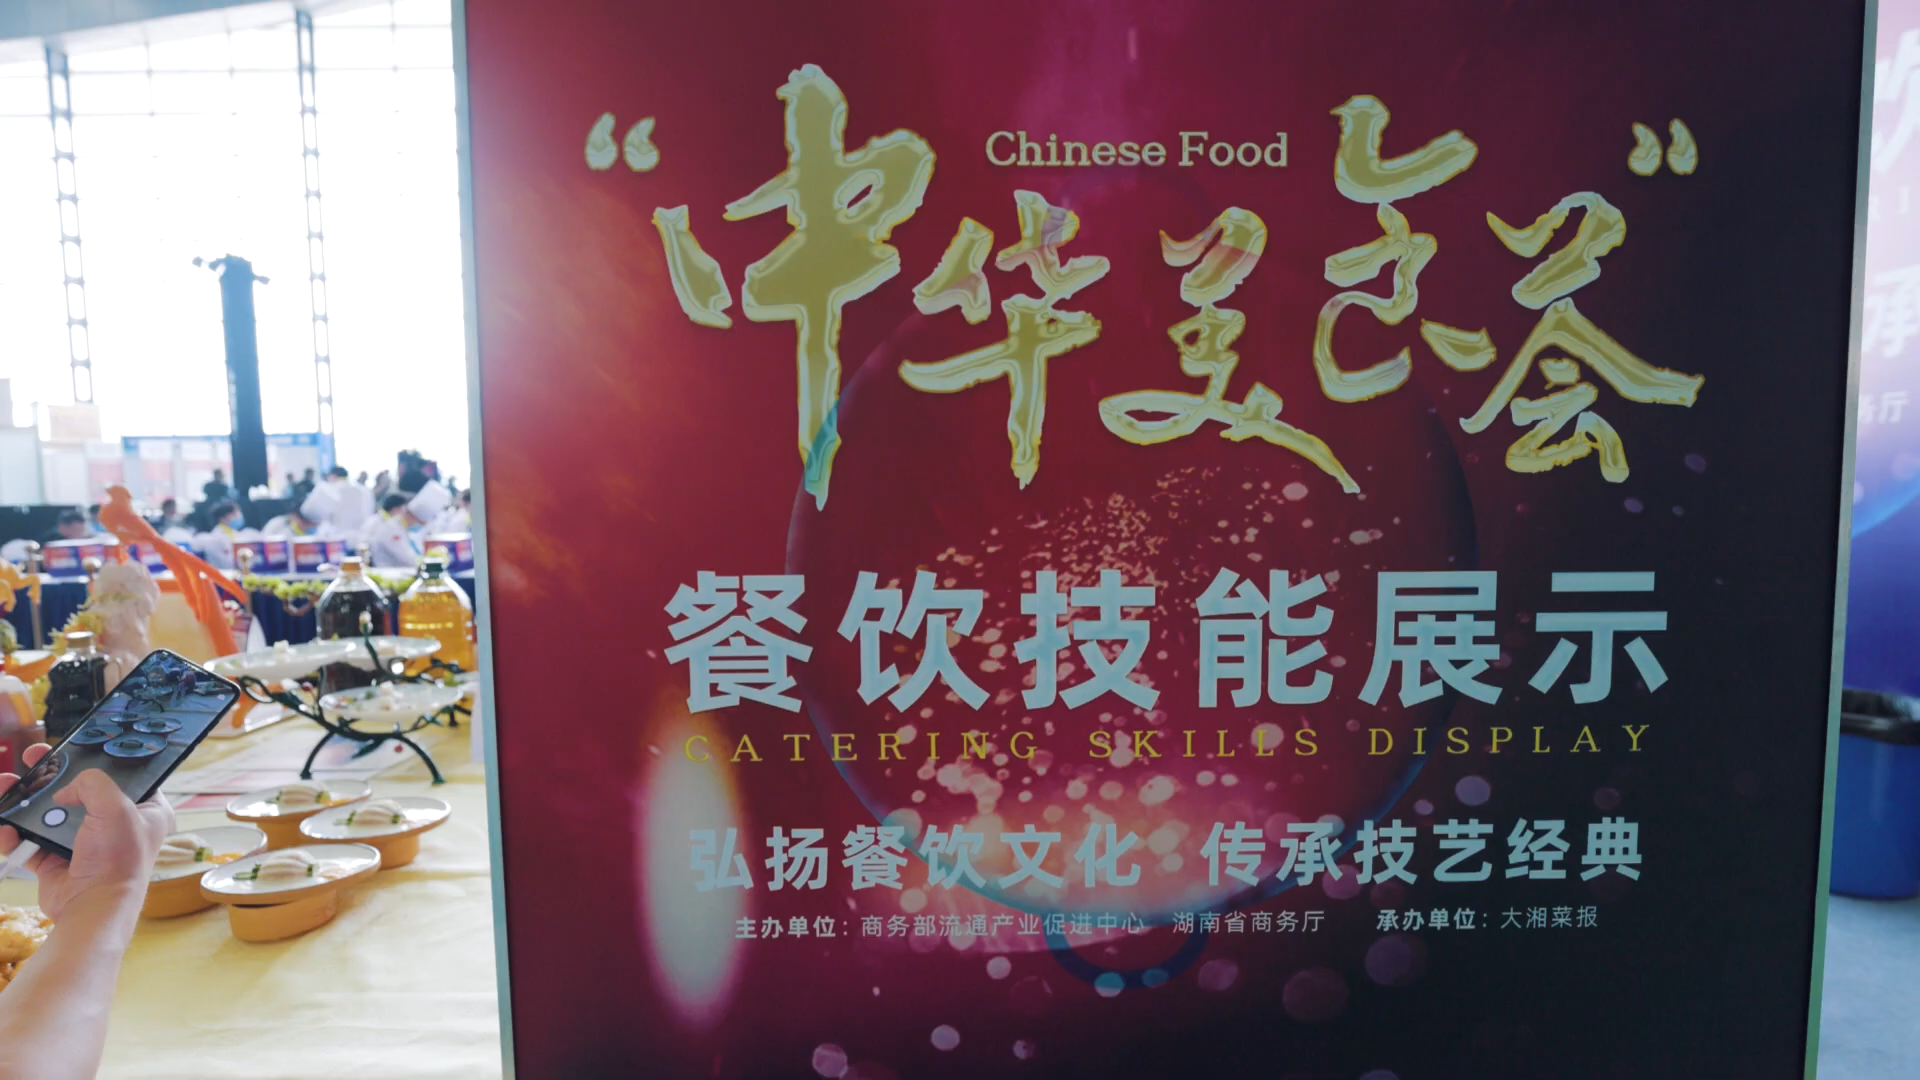 Chinese Food
“中华美食荟”
餐饮技能展示
CATERING SKILLS DISPLAY
弘扬餐饮文化 传承技艺经典
主办单位：商务部流通产业促进中心 湖南省商务厅 承办单位：大湘菜报